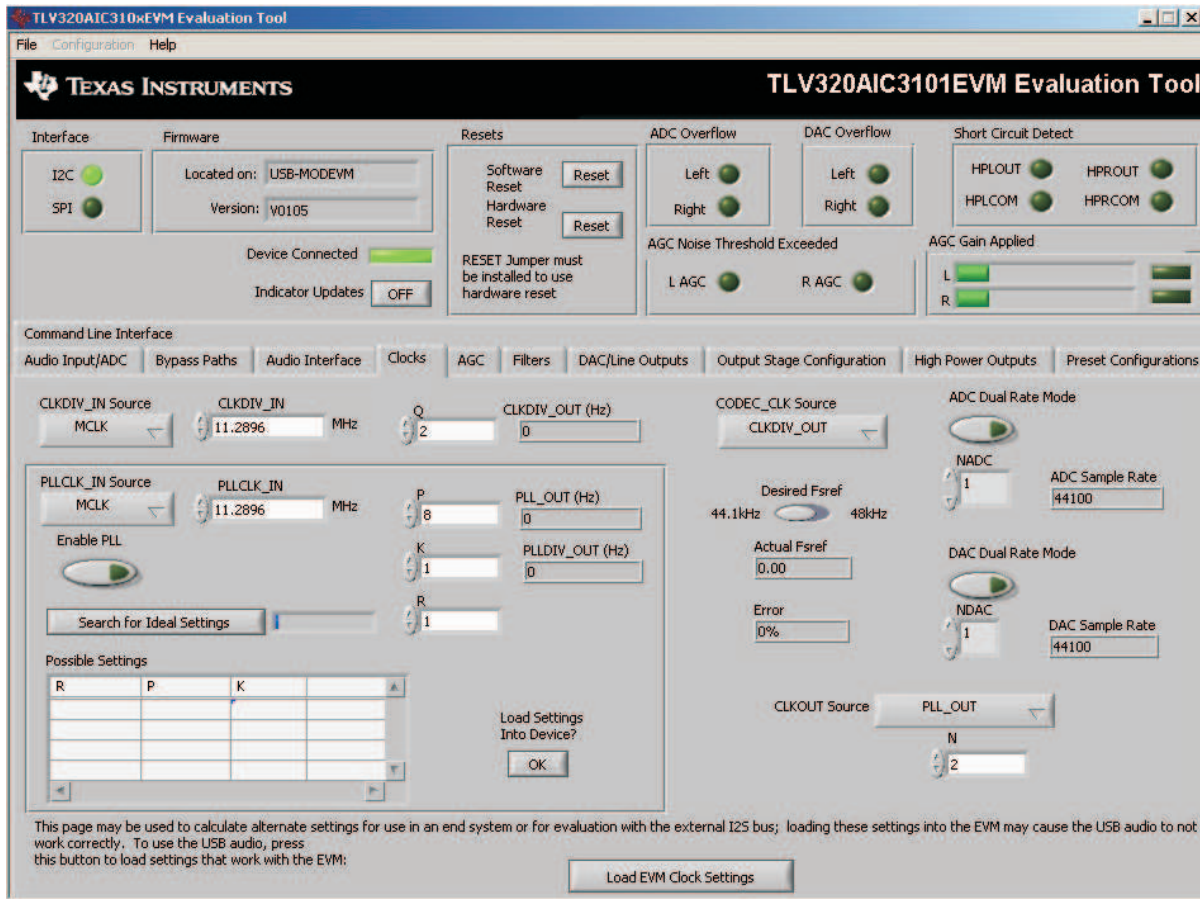 TLV320AIC310xEVM Evaluation Tool
File Configuration Help
TEXAS INSTRUMENTS
TLV320AIC3101EVM Evaluation Tool
Interface
I2C
SPI
Firmware
Located on: USB-MODEVM
Version: V0105
Device Connected
Indicator Updates OFF
Resets
Software
Reset
Reset
Hardware
Reset
Reset
RESET Jumper must
be installed to use
hardware reset
ADC Overflow
Left
Right
DAC Overflow
Left
Right
Short Circuit Detect
HPLOUT HPROUT
HPLCOM HPRCOM
AGC Noise Threshold Exceeded
L AGC R AGC
AGC Gain Applied
L
R
Command Line Interface
Audio Input/ADC Bypass Paths Audio Interface Clocks AGC Filters DAC/Line Outputs Output Stage Configuration High Power Outputs Preset Configurations
CLKDIV_IN Source
MCLK
CLKDIV_IN
11.2896 MHz
Q
2
CLKDIV_OUT (Hz)
0
PLLCLK_IN Source
MCLK
PLLCLK_IN
11.2896 MHz
P
8
PLL_OUT (Hz)
0
Enable PLL
K
1
PLLDIV_OUT (Hz)
0
Search for Ideal Settings
R
1
Possible Settings
R P K
Load Settings
Into Device?
OK
CODEC_CLK Source
CLKDIV_OUT
Desired Fsref
44.1kHz 48kHz
Actual Fsref
0.00
Error
0%
ADC Dual Rate Mode
NADC
1
ADC Sample Rate
44100
DAC Dual Rate Mode
NDAC
1
DAC Sample Rate
44100
CLKOUT Source PLL_OUT
N
2
This page may be used to calculate alternate settings for use in an end system or for evaluation with the external I2S bus; loading these settings into the EVM may cause the USB audio to not
work correctly. To use the USB audio, press
this button to load settings that work with the EVM:
Load EVM Clock Settings